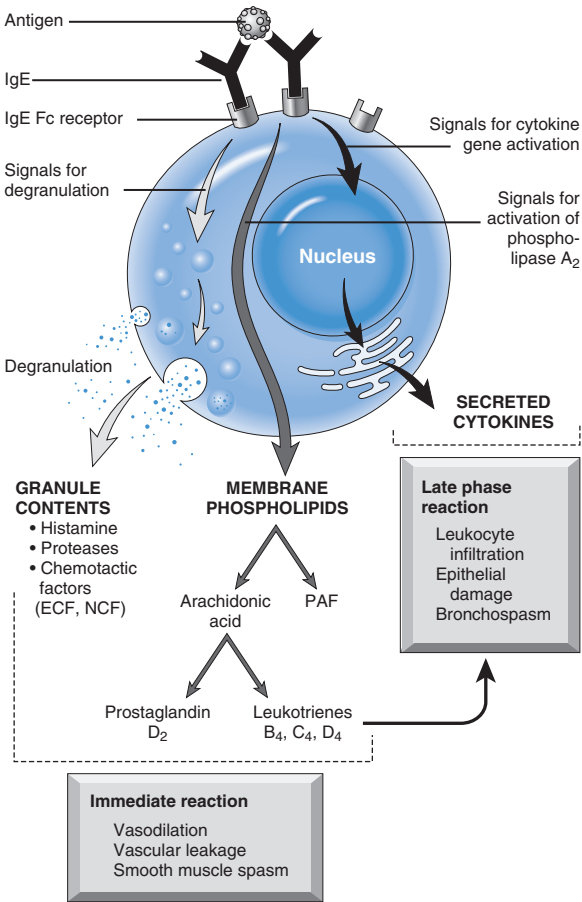 Antigen
IgE
IgE Fc receptor
Signals for
degranulation
Signals for cytokine
gene activation
Signals for
activation of
phospho-
lipase A₂
Nucleus
Degranulation
SECRETED
CYTOKINES
GRANULE
CONTENTS
• Histamine
• Proteases
• Chemotactic
factors
(ECF, NCF)
MEMBRANE
PHOSPHOLIPIDS
Arachidonic
acid
PAF
Prostaglandin
D₂
Leukotrienes
B₄, C₄, D₄
Late phase
reaction
Leukocyte
infiltration
Epithelial
damage
Bronchospasm
Immediate reaction
Vasodilation
Vascular leakage
Smooth muscle spasm